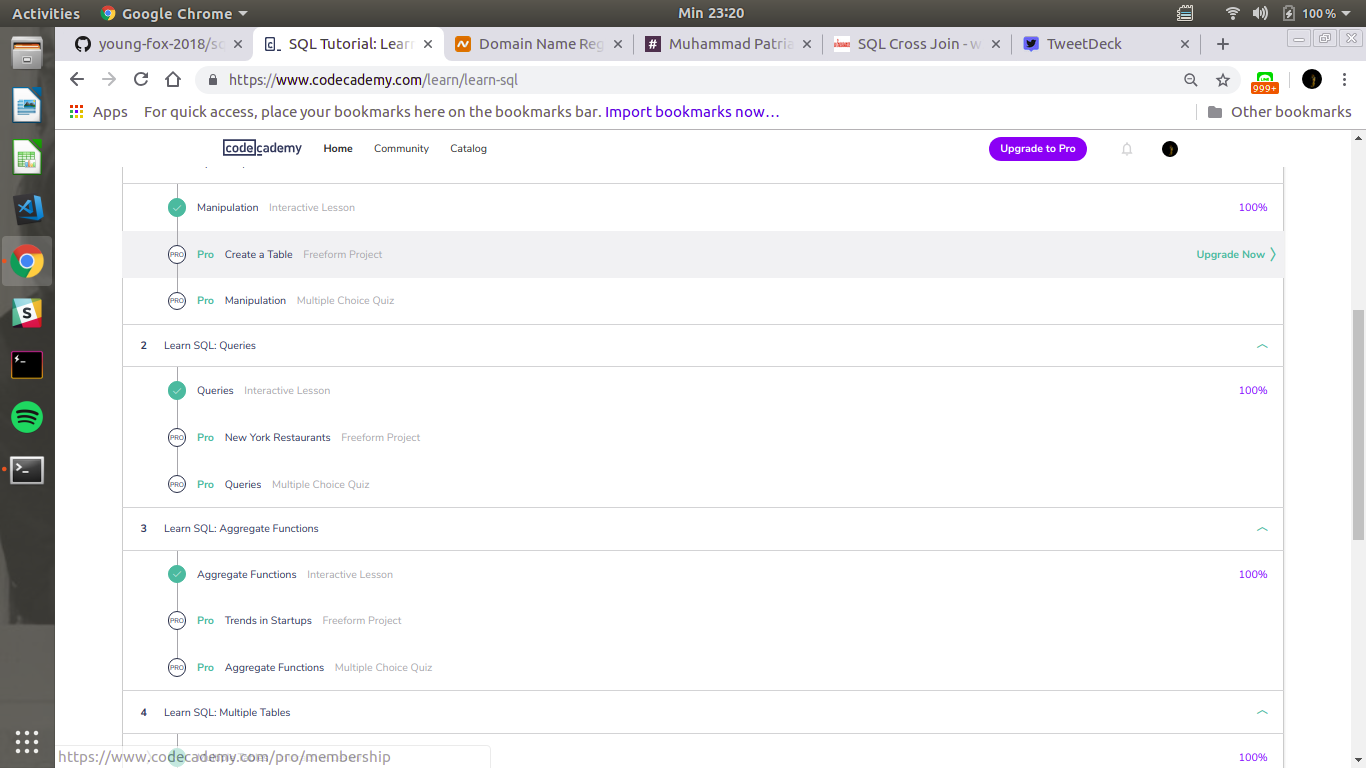 Activities Google Chrome Min 23:20 100 %
young-fox-2018/sq SQL Tutorial: Lear Domain Name Reg Muhammad Patria SQL Cross Join - w TweetDeck
https://www.codecademy.com/learn/learn-sql 999+
Apps For quick access, place your bookmarks here on the bookmarks bar. Import bookmarks now… Other bookmarks
codecademy Home Community Catalog Upgrade to Pro
Manipulation Interactive Lesson 100%
PRO Pro Create a Table Freeform Project Upgrade Now
PRO Pro Manipulation Multiple Choice Quiz
2 Learn SQL: Queries
Queries Interactive Lesson 100%
PRO Pro New York Restaurants Freeform Project
PRO Pro Queries Multiple Choice Quiz
3 Learn SQL: Aggregate Functions
Aggregate Functions Interactive Lesson 100%
PRO Pro Trends in Startups Freeform Project
PRO Pro Aggregate Functions Multiple Choice Quiz
4 Learn SQL: Multiple Tables
https://www.codecademy.com/pro/membership 100%